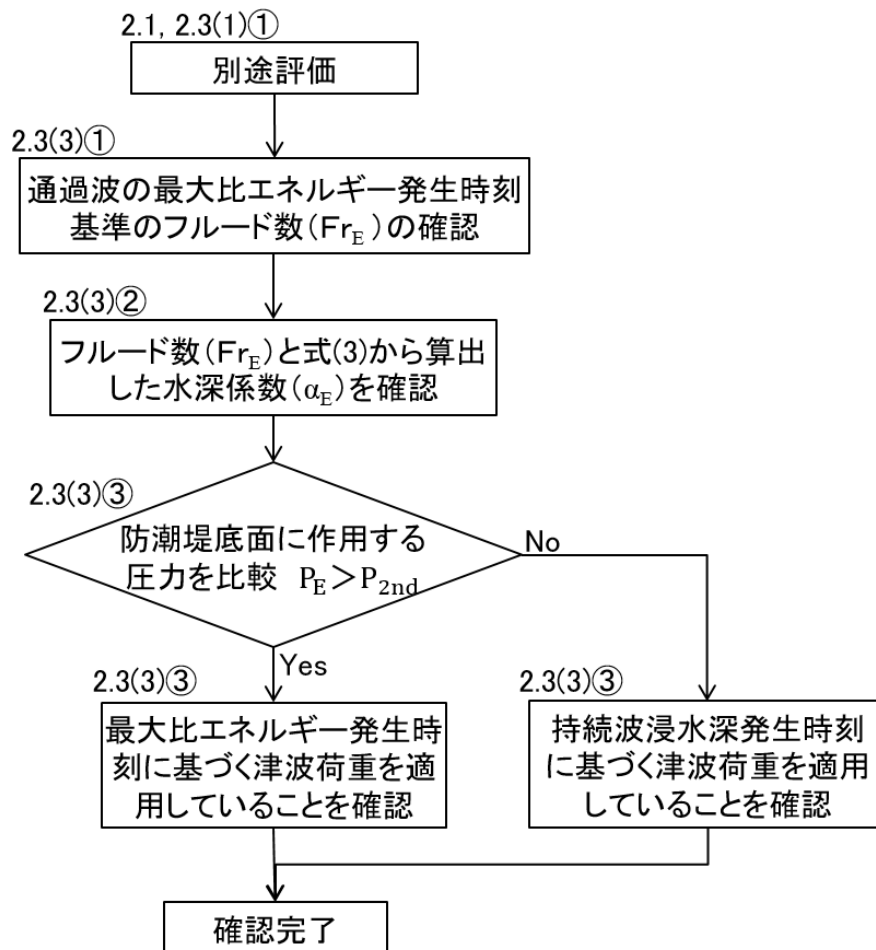 2.1, 2.3(1)①
別途評価
2.3(3)①
通過波の最大比エネルギー発生時刻
基準のフルード数(FrE)の確認
2.3(3)②
フルード数(FrE)と式(3)から算出
した水深係数(αE)を確認
2.3(3)③
防潮堤底面に作用する
圧力を比較 PE＞P2nd
No
Yes
2.3(3)③
最大比エネルギー発生時
刻に基づく津波荷重を適
用していることを確認
2.3(3)③
持続波浸水深発生時刻
に基づく津波荷重を適用
していることを確認
確認完了